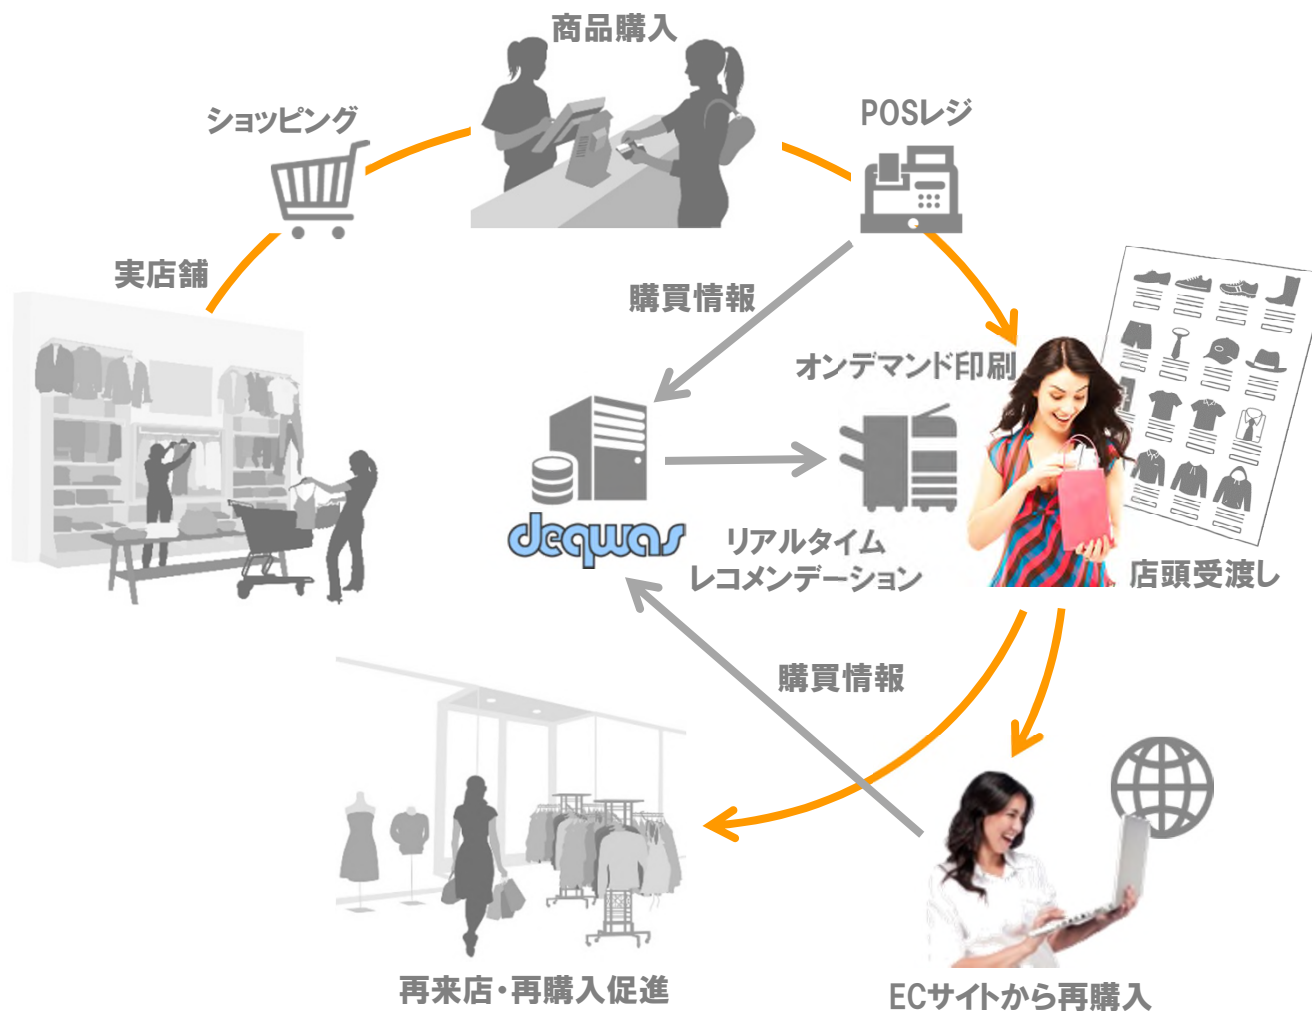 商品購入
ショッピング
POSレジ
実店舗
購買情報
オンデマンド印刷
deqwas
リアルタイム
レコメンデーション
店頭受渡し
購買情報
再来店・再購入促進
ECサイトから再購入